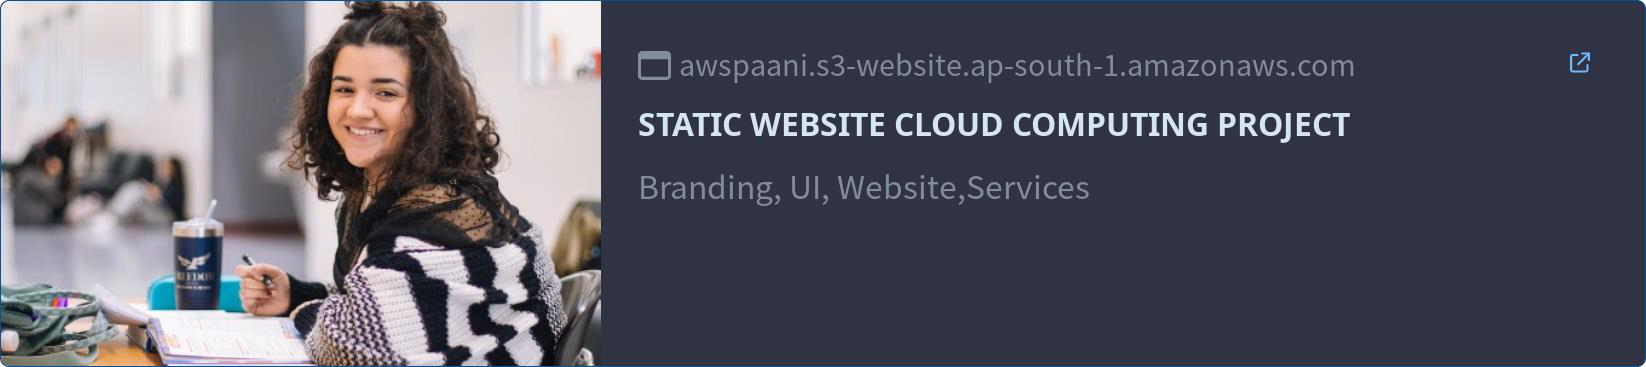 awspaani.s3-website.ap-south-1.amazonaws.com
STATIC WEBSITE CLOUD COMPUTING PROJECT
Branding, UI, Website,Services